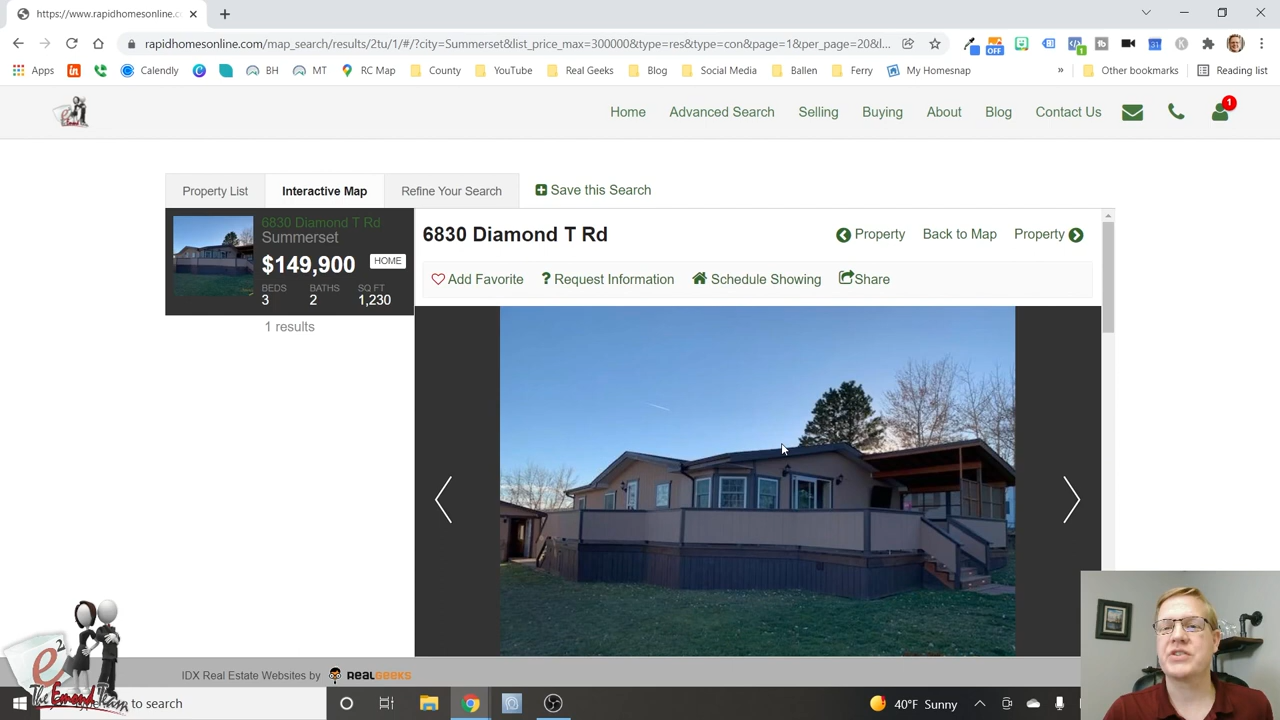 https://www.rapidhomesonline.c
rapidhomesonline.com/map_search/results/2tu/1/#/?city=Summerset&list_price_max=300000&type=res&type=
page=1&per_page=20&l...
OFF
1
Apps
Calendly
BH
MT
RC Map
County
YouTube
Real Geeks
Blog
Social Media
Ballen
Ferry
My Homesnap
»
Other bookmarks
Reading list
Home
Advanced Search
Selling
Buying
About
Blog
Contact Us
1
Property List
Interactive Map
Refine Your Search
Save this Search
6830 Diamond T Rd
Summerset
$149,900
HOME
BEDS
BATHS
SQ FT
3
2
1,230
1 results
6830 Diamond T Rd
Property
Back to Map
Property
Add Favorite
? Request Information
Schedule Showing
Share
IDX Real Estate Websites by
REALGEEKS
e2
The Emond Team
to search
40°F Sunny